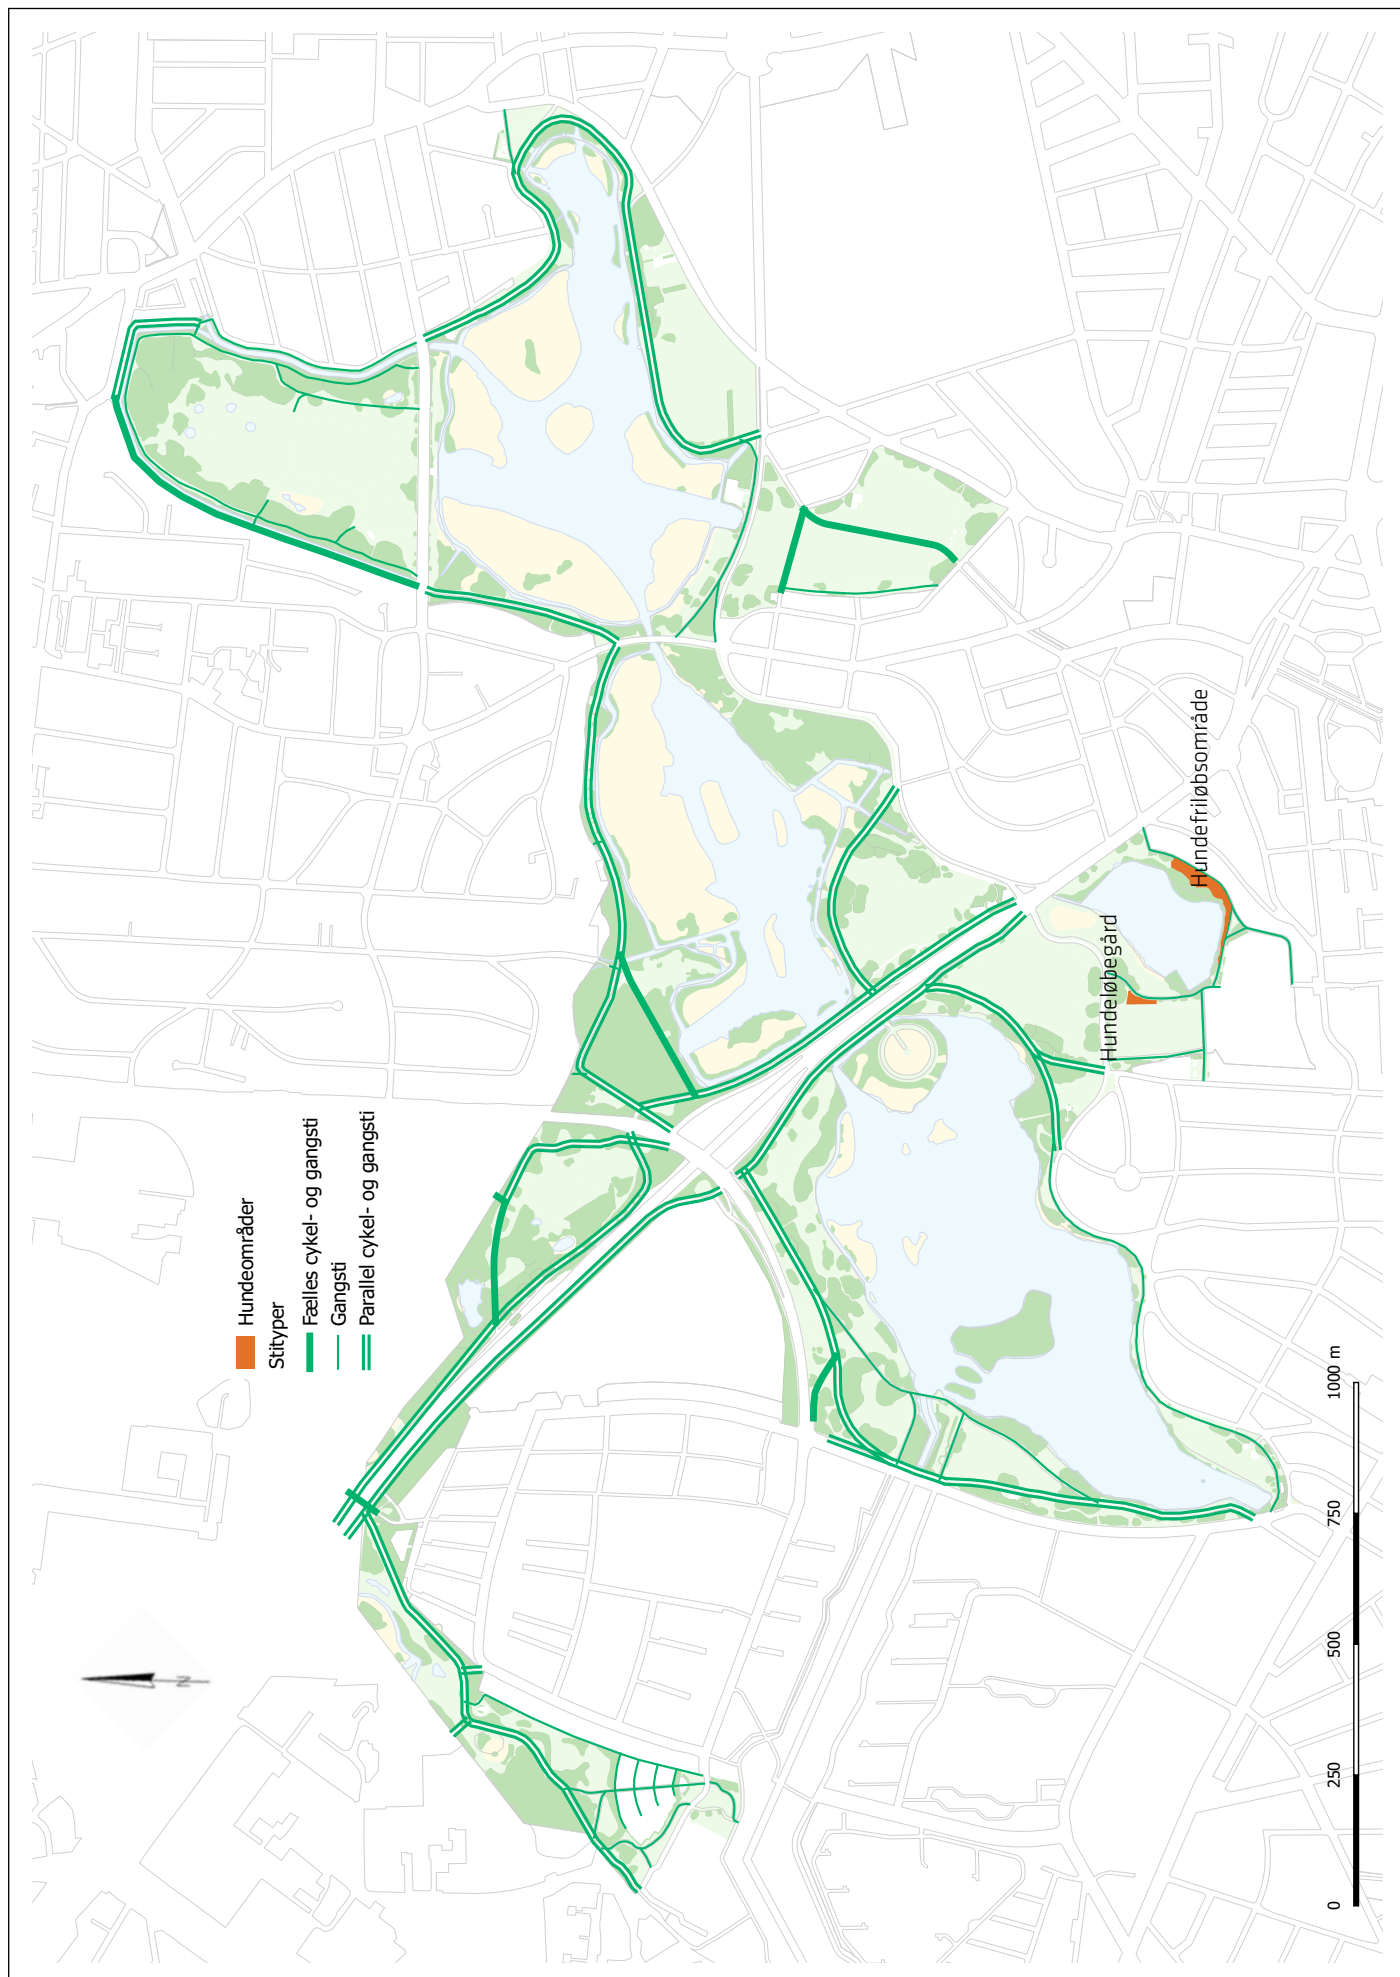 Hundeområder
Stityper
Fælles cykel- og gangsti
Gangsti
Parallel cykel- og gangsti
N
Hundeløbegård
Hundefriløbsområde
0
250
500
750
1000 m